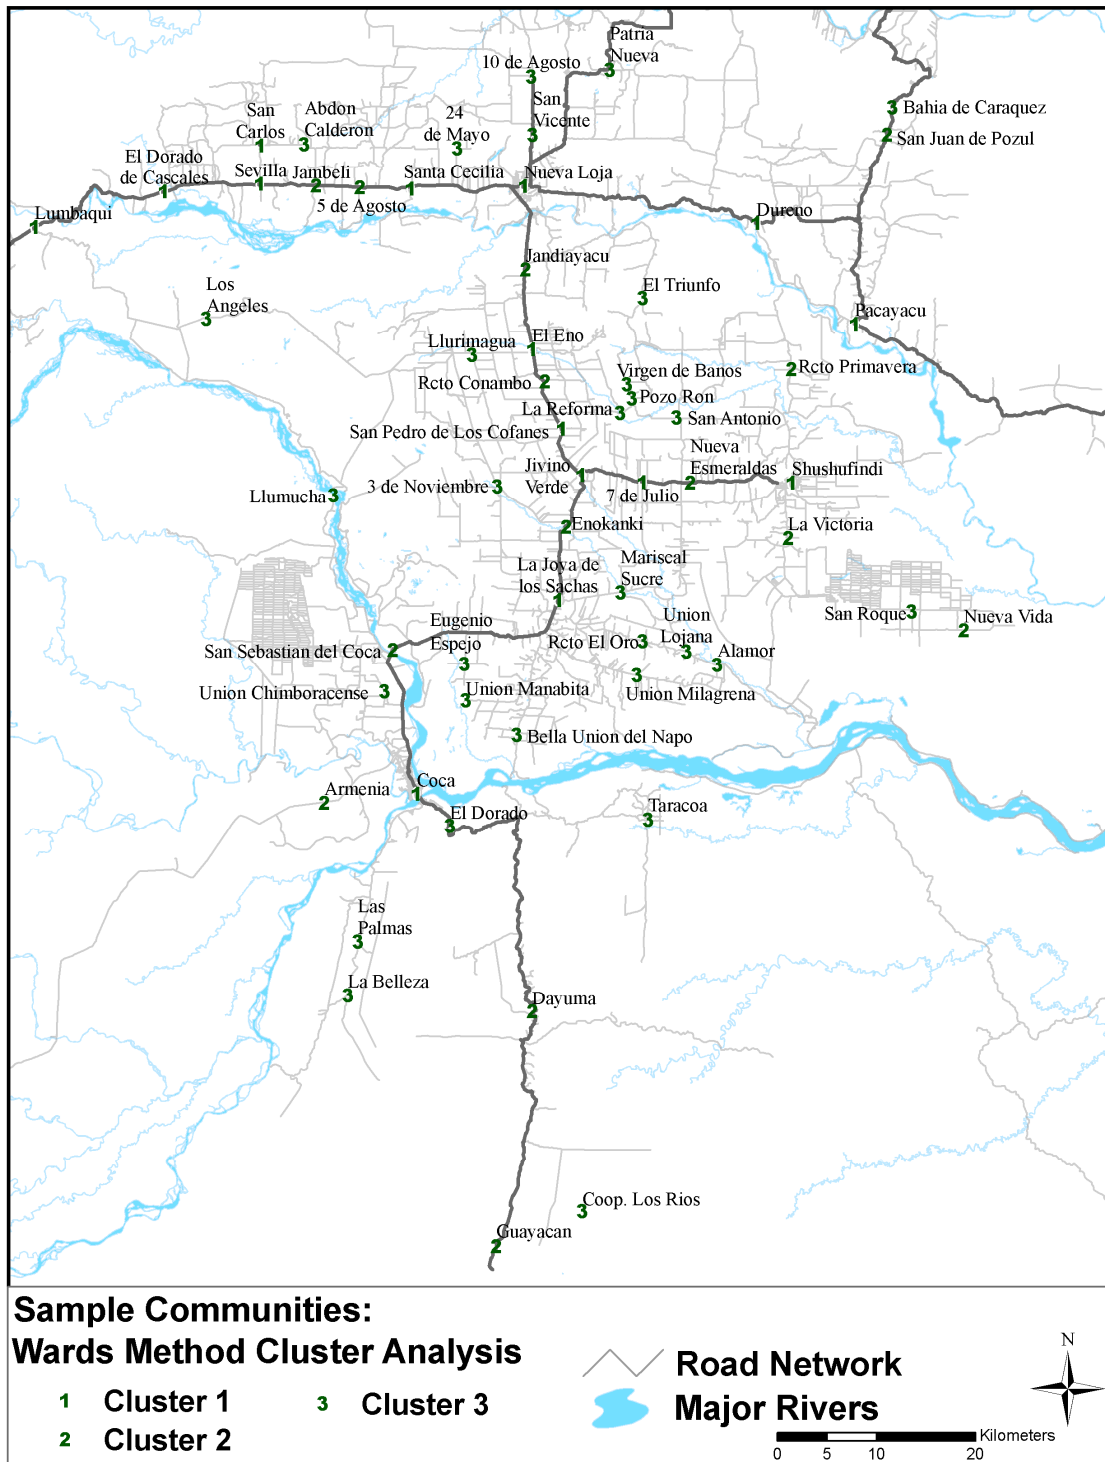 Patria
Nueva
10 de Agosto
3
3
San
Vicente
3
3 Bahia de Caraquez
2 San Juan de Pozul
San
Carlos
1
Abdon
Calderon
3
24
de Mayo
3
El Dorado
de Cascales
1
Sevilla
1
Jambeli
2
2
5 de Agosto
Santa Cecilia
1
Nueva Loja
1
Lumbaqui
1
Dureno
1
Jandiayacu
2
Los
Angeles
3
El Triunfo
3
Pacayacu
1
Llurimagua
3
El Eno
1
Rcto Conambo 2
Virgen de Banos
3
3 Pozo Ron
2 Rcto Primavera
La Reforma 3
3 San Antonio
San Pedro de Los Cofanes 1
Nueva
Esmeraldas
2
Jivino
Verde
1
1
7 de Julio
Shushufindi
1
Llumucha 3
3 de Noviembre 3
2 Enokanki
La Victoria
2
La Joya de
los Sachas
1
Mariscal
Sucre
3
San Roque 3
Nueva Vida
2
Eugenio
Espejo
3
Union
Lojana
3
Rcto El Oro 3
Alamor
3
San Sebastian del Coca 2
Union Chimboracense 3
Union Manabita
3
3
Union Milagrena
3 Bella Union del Napo
Armenia
2
Coca
1
El Dorado
3
Taracoa
3
Las
Palmas
3
La Belleza
3
Dayuma
2
Coop. Los Rios
3
Guayacan
2
Sample Communities:
Wards Method Cluster Analysis
1 Cluster 1
2 Cluster 2
3 Cluster 3
Road Network
Major Rivers
N
Kilometers
0 5 10 20